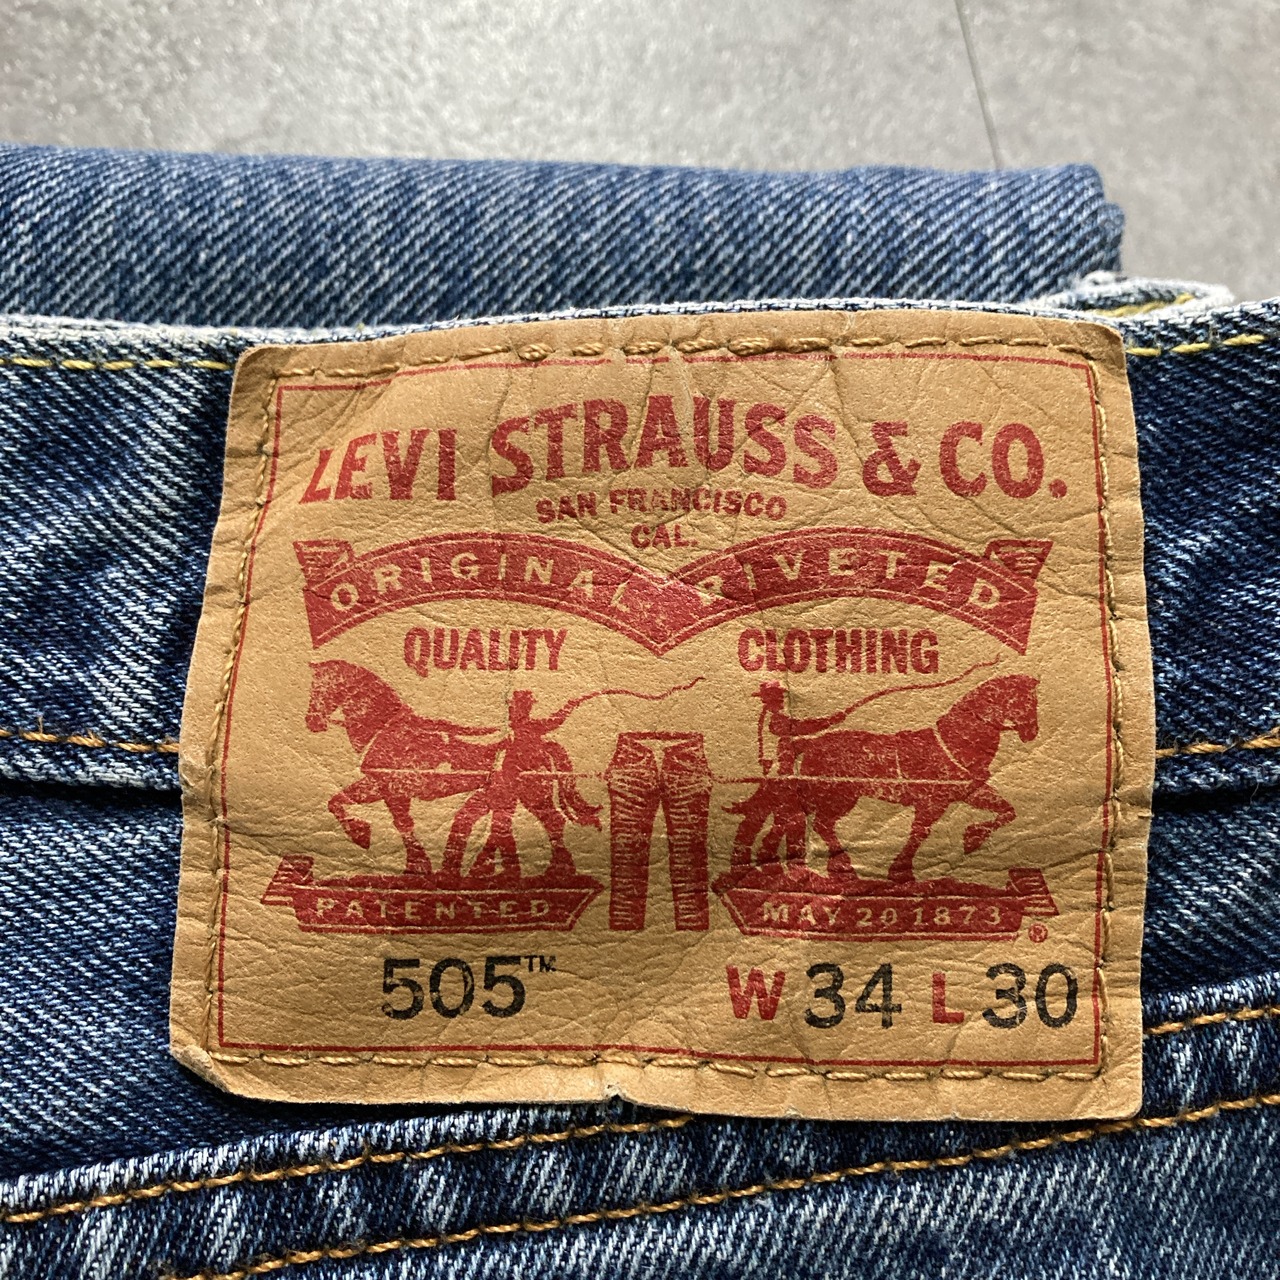 LEVI STRAUSS & CO.
SAN FRANCISCO
CAL.
ORIGINAL RIVETED
QUALITY CLOTHING
PATENTED MAY 20 1873 ®
505™ W 34 L 30